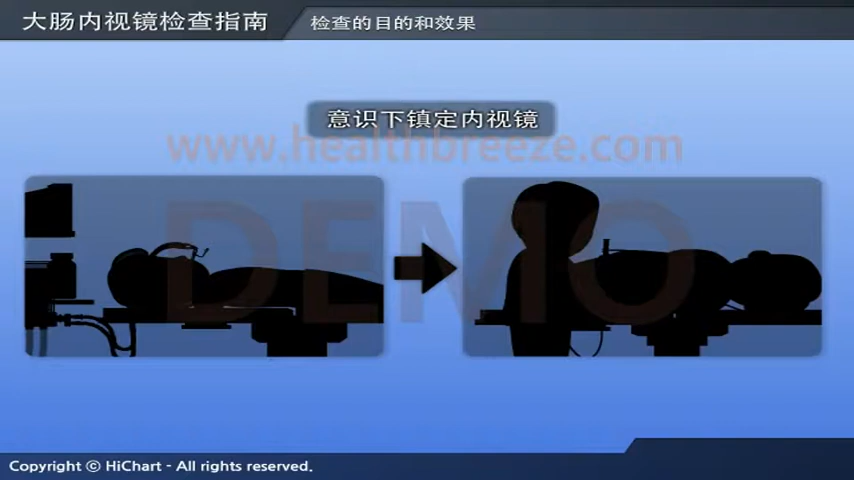 大肠内视镜检查指南
检查的目的和效果
意识下镇定内视镜
www.healthbreeze.com
DEMO
Copyright ⓒ HiChart - All rights reserved.